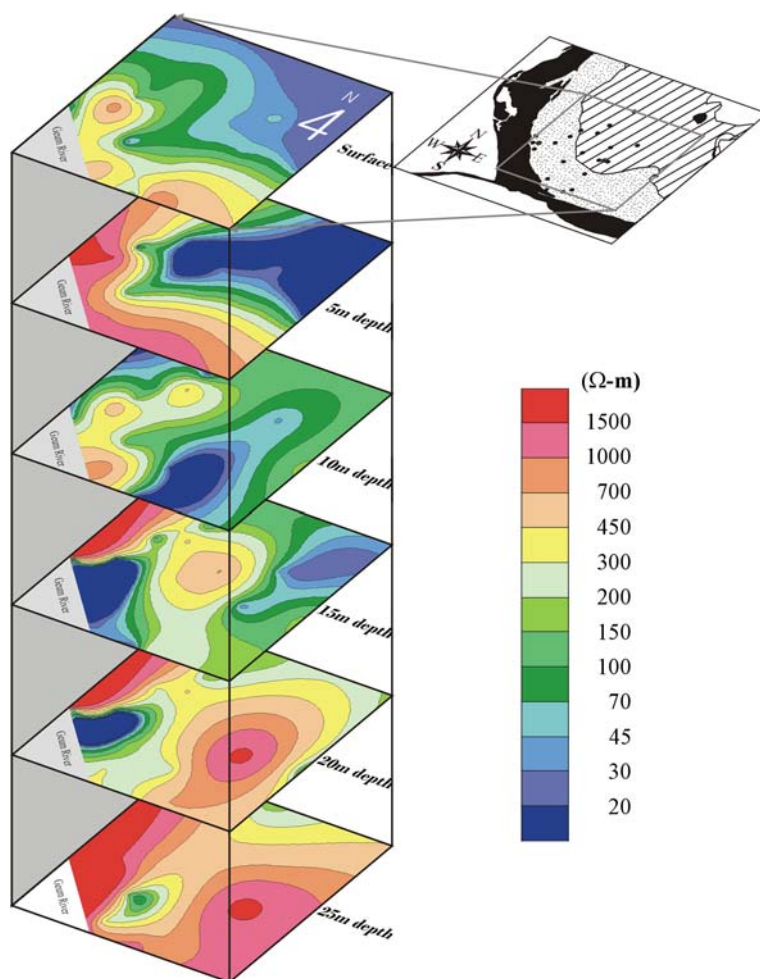 N
4
Geum River
Surface
N
W
E
S
Geum River
5m depth
Geum River
10m depth
Geum River
15m depth
Geum River
20m depth
Geum River
25m depth
(Ω-m)
1500
1000
700
450
300
200
150
100
70
45
30
20